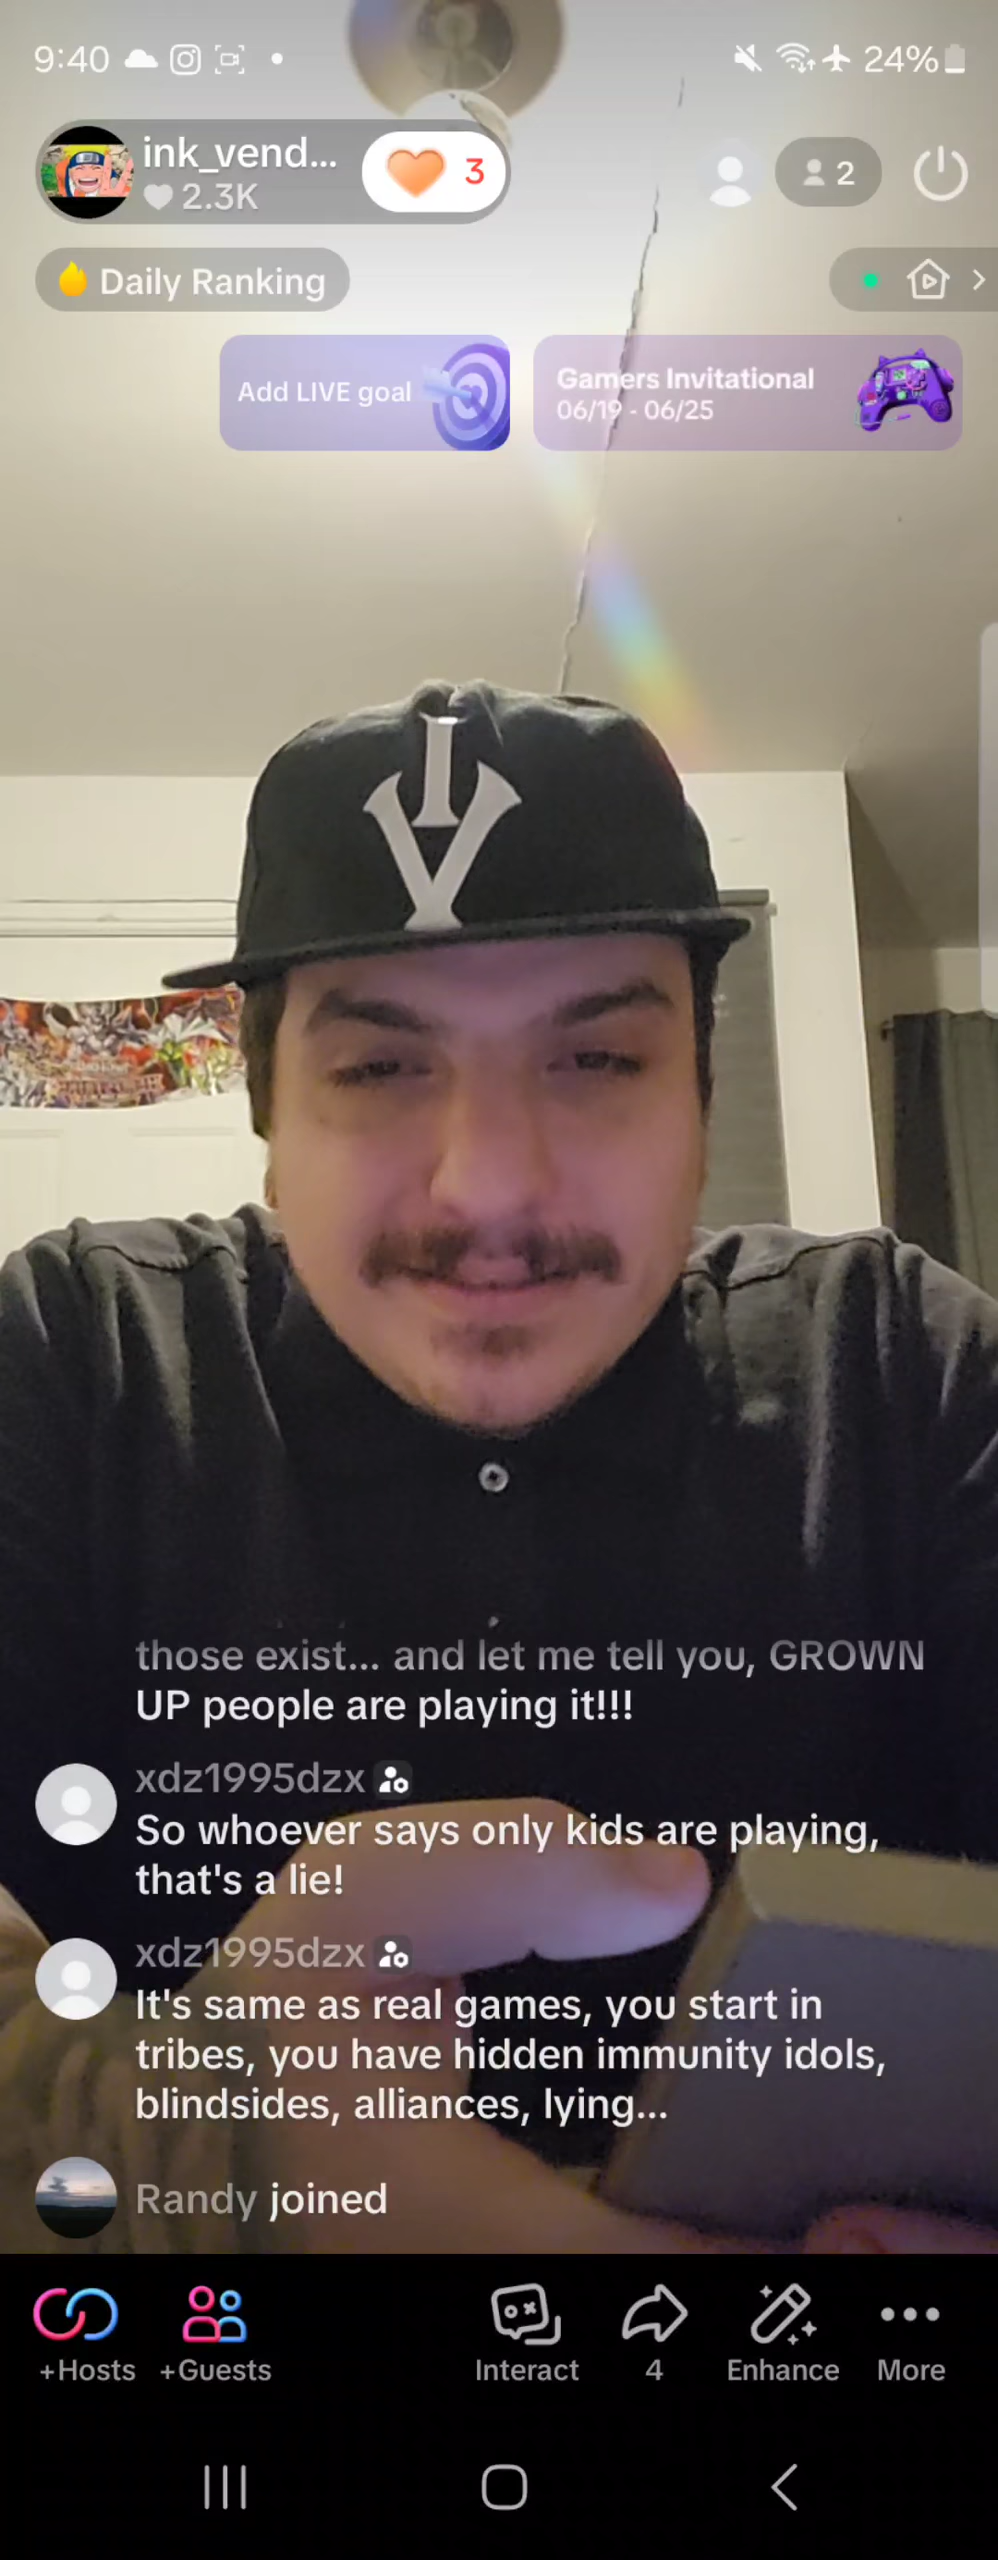 9:40
24%
ink_vend...
2.3K
3
2
Daily Ranking
Add LIVE goal
Gamers Invitational
06/19 - 06/25
IV
those exist... and let me tell you, GROWN
UP people are playing it!!!
xdz1995dzx
So whoever says only kids are playing,
that's a lie!
xdz1995dzx
It's same as real games, you start in
tribes, you have hidden immunity idols,
blindsides, alliances, lying...
Randy joined
+Hosts
+Guests
Interact
4
Enhance
More